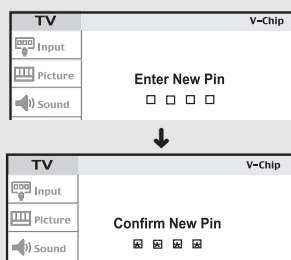 TV V-Chip
Input
Picture
Enter New Pin
Sound
TV V-Chip
Input
Picture
Confirm New Pin
Sound